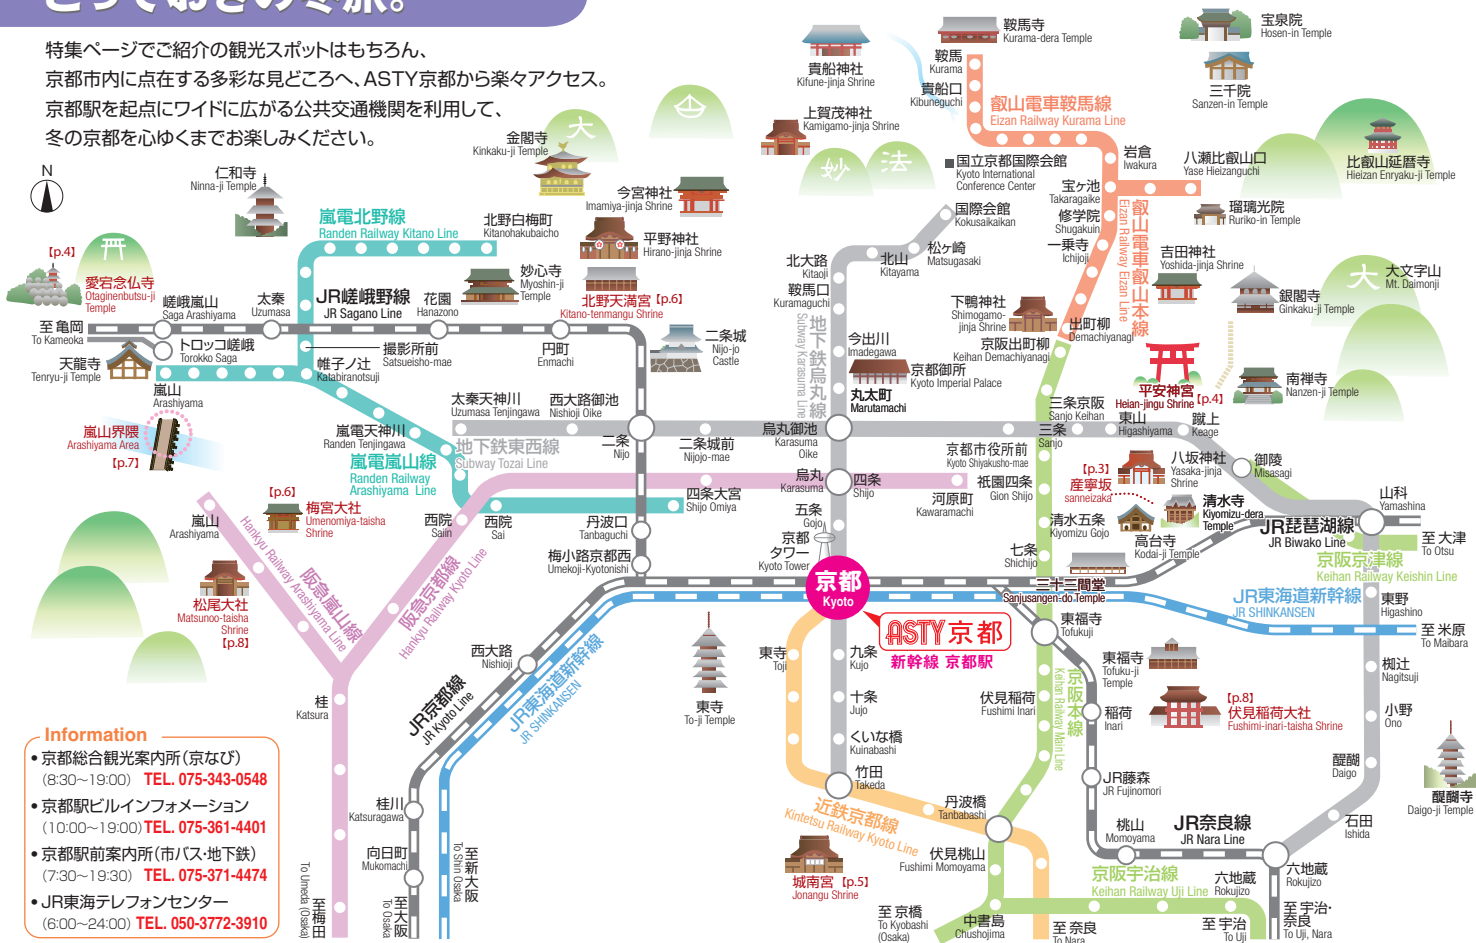 とっておきの冬旅。
特集ページでご紹介の観光スポットはもちろん、
京都市内に点在する多彩な見どころへ、ASTY京都から楽々アクセス。
京都駅を起点にワイドに広がる公共交通機関を利用して、
冬の京都を心ゆくまでお楽しみください。
N
仁和寺
Ninna-ji Temple
金閣寺
Kinkaku-ji Temple
大
今宮神社
Imamiya-jinja Shrine
平野神社
Hirano-jinja Shrine
北野天満宮【p.6】
Kitano-tenmangu Shrine
妙心寺
Myoshin-ji
Temple
嵐電北野線
Randen Railway Kitano Line
北野白梅町
Kitanohakubaicho
【p.4】
愛宕念仏寺
Otaginenbutsu-ji
Temple
嵯峨嵐山
Saga Arashiyama
太秦
Uzumasa
JR嵯峨野線
JR Sagano Line
花園
Hanazono
円町
Enmachi
二条城
Nijo-jo
Castle
至 亀岡
To Kameoka
トロッコ嵯峨
Torokko Saga
天龍寺
Tenryu-ji Temple
撮影所前
Satsueisho-mae
帷子ノ辻
Katabiranotsuji
嵐山
Arashiyama
嵐山界隈
Arashiyama Area
【p.7】
太秦天神川
Uzumasa Tenjingawa
西大路御池
Nishioji Oike
嵐電天神川
Randen Tenjingawa
地下鉄東西線
Subway Tozai Line
嵐電嵐山線
Randen Railway
Arashiyama Line
二条
Nijo
二条城前
Nijojo-mae
烏丸御池
Karasuma
Oike
四条大宮
Shijo Omiya
西院
Saiin
西院
Sai
丹波口
Tanbaguchi
梅小路京都西
Umekoji-Kyotonishi
【p.6】
梅宮大社
Umenomiya-taisha
Shrine
嵐山
Arashiyama
阪急嵐山線
Hankyu Railway Arashiyama Line
阪急京都線
Hankyu Railway Kyoto Line
松尾大社
Matsunoo-taisha
Shrine
【p.8】
桂
Katsura
西大路
Nishioji
JR京都線
JR Kyoto Line
JR東海道新幹線
JR SHINKANSEN
東寺
To-ji Temple
桂川
Katsuragawa
向日町
Mukomachi
至 梅田
To Umeda (Osaka)
至 大阪
To Osaka
至 新大阪
To Shin Osaka
貴船神社
Kifune-jinja Shrine
鞍馬寺
Kurama-dera Temple
鞍馬
Kurama
貴船口
Kibuneguchi
叡山電車鞍馬線
Eizan Railway Kurama Line
上賀茂神社
Kamigamo-jinja Shrine
妙
法
国立京都国際会館
Kyoto International
Conference Center
国際会館
Kokusaikaikan
松ヶ崎
Matsugasaki
北山
Kitayama
北大路
Kitaoji
鞍馬口
Kuramaguchi
地下鉄烏丸線
Subway Karasuma Line
今出川
Imadegawa
京都御所
Kyoto Imperial Palace
丸太町
Marutamachi
宝泉院
Hosen-in Temple
三千院
Sanzen-in Temple
岩倉
Iwakura
八瀬比叡山口
Yase Hieizanguchi
比叡山延暦寺
Hieizan Enryaku-ji Temple
宝ヶ池
Takaragaike
修学院
Shugakuin
一乗寺
Ichijoji
叡山電車叡山本線
Eizan Railway Eizan Line
瑠璃光院
Ruriko-in Temple
吉田神社
Yoshida-jinja Shrine
銀閣寺
Ginkaku-ji Temple
大
大文字山
Mt. Daimonji
下鴨神社
Shimogamo-
jinja Shrine
出町柳
Demachiyanagi
京阪出町柳
Keihan Demachiyanagi
平安神宮
Heian-jingu Shrine【p.4】
南禅寺
Nanzen-ji Temple
三条京阪
Sanjo Keihan
三条
Sanjo
東山
Higashiyama
蹴上
Keage
京都市役所前
Kyoto Shiyakusho-mae
烏丸
Karasuma
四条
Shijo
河原町
Kawaramachi
祇園四条
Gion Shijo
【p.3】
産寧坂
sanneizaka
八坂神社
Yasaka-jinja
Shrine
清水寺
Kiyomizu-dera
Temple
高台寺
Kodai-ji Temple
御陵
Misasagi
山科
Yamashina
JR琵琶湖線
JR Biwako Line
至 大津
To Otsu
京阪京津線
Keihan Railway Keishin Line
五条
Gojo
京都
タワー
Kyoto Tower
清水五条
Kiyomizu Gojo
七条
Shichijo
三十三間堂
Sanjusangen-do Temple
京都
Kyoto
ASTY京都
新幹線 京都駅
JR東海道新幹線
JR SHINKANSEN
東野
Higashino
至 米原
To Maibara
東福寺
Tofukuji
東福寺
Tofuku-ji
Temple
東寺
Toji
九条
Kujo
十条
Jujo
くいな橋
Kuinabashi
竹田
Takeda
伏見稲荷
Fushimi Inari
京阪本線
Keihan Railway Main Line
稲荷
Inari
【p.8】
伏見稲荷大社
Fushimi-inari-taisha Shrine
椥辻
Nagitsuji
小野
Ono
醍醐
Daigo
醍醐寺
Daigo-ji Temple
石田
Ishida
JR藤森
JR Fujinomori
近鉄京都線
Kintetsu Railway Kyoto Line
丹波橋
Tanbabashi
桃山
Momoyama
JR奈良線
JR Nara Line
六地蔵
Rokujizo
六地蔵
Rokujizo
伏見桃山
Fushimi Momoyama
城南宮【p.5】
Jonangu Shrine
京阪宇治線
Keihan Railway Uji Line
至 京橋
To Kyobashi
(Osaka)
中書島
Chushojima
至 奈良
To Nara
至 宇治
To Uji
至 宇治・
奈良
To Uji, Nara
Information
•京都総合観光案内所(京なび)
(8:30〜19:00) TEL. 075-343-0548
•京都駅ビルインフォメーション
(10:00〜19:00) TEL. 075-361-4401
•京都駅前案内所(市バス・地下鉄)
(7:30〜19:30) TEL. 075-371-4474
•JR東海テレフォンセンター
(6:00〜24:00) TEL. 050-3772-3910